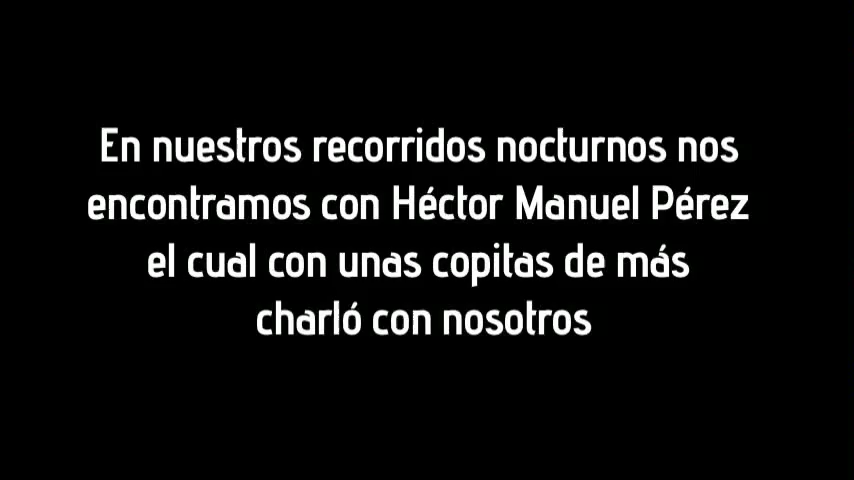 En nuestros recorridos nocturnos nos
encontramos con Héctor Manuel Pérez
el cual con unas copitas de más
charló con nosotros